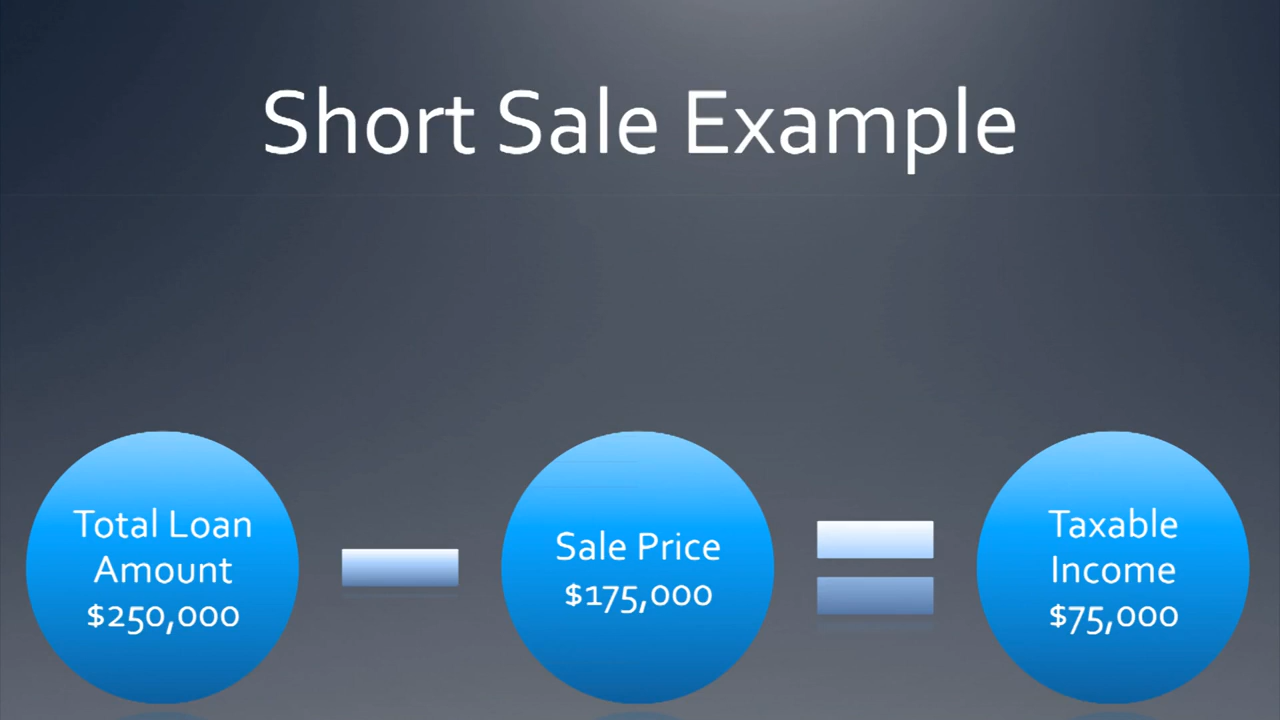 Short Sale Example
Total Loan
Amount
$250,000
Sale Price
$175,000
Taxable
Income
$75,000